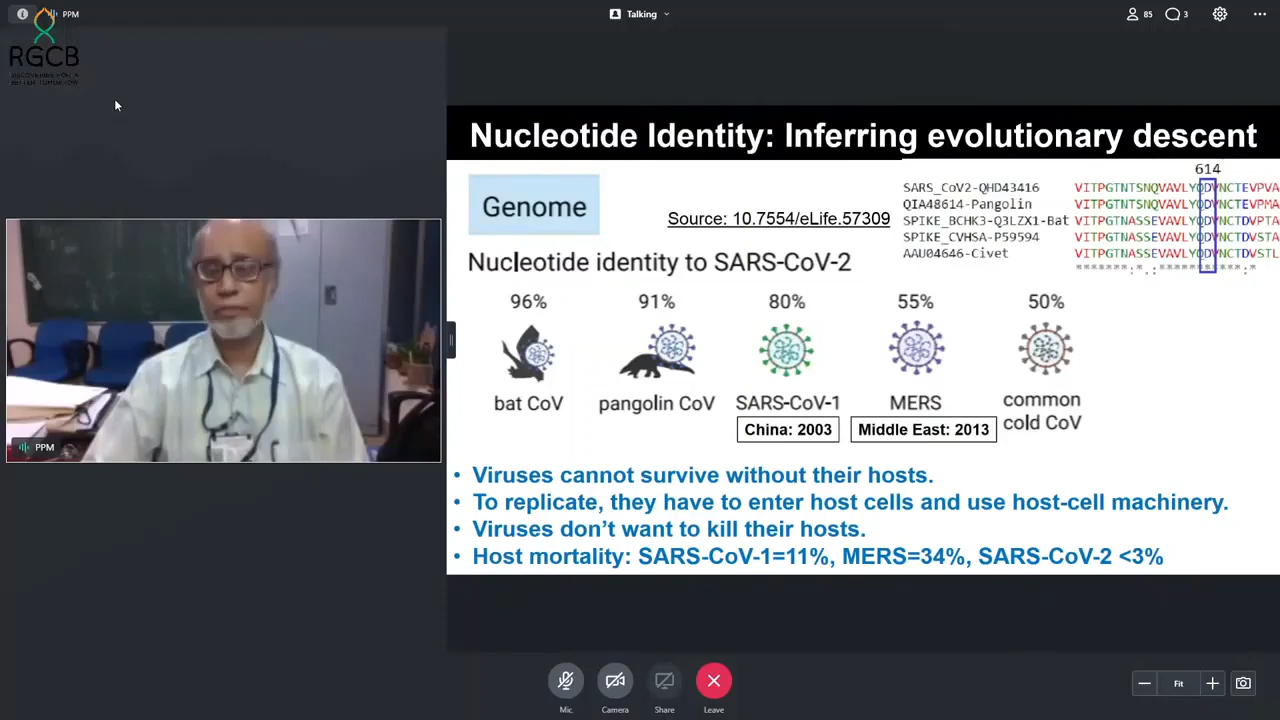 PPM
Talking
85
3
RGCB
DISCOVERIES FOR A
BETTER TOMORROW
Nucleotide Identity: Inferring evolutionary descent
Genome
Source: 10.7554/eLife.57309
614
SARS_CoV2-QHD43416 VITPGTNTSNQVAVLYQDVNCTEVPVA
QIA48614-Pangolin VITPGTNTSNQVAVLYQDVNCTEVPMA
SPIKE_BCHK3-Q3LZX1-Bat VITPGTNASSEVAVLYQDVNCTDVPTA
SPIKE_CVHSA-P59594 VITPGTNASSEVAVLYQDVNCTDVSTA
AAU04646-Civet VITPGTNASSEVAVLYQDVNCTDVSTL
Nucleotide identity to SARS-CoV-2
96% 91% 80% 55% 50%
bat CoV pangolin CoV SARS-CoV-1 MERS common
cold CoV
China: 2003 Middle East: 2013
• Viruses cannot survive without their hosts.
• To replicate, they have to enter host cells and use host-cell machinery.
• Viruses don’t want to kill their hosts.
• Host mortality: SARS-CoV-1=11%, MERS=34%, SARS-CoV-2 <3%
PPM
Mic
Camera
Share
Leave
Fit